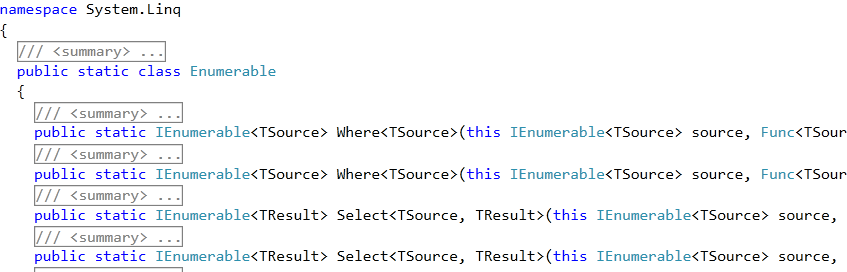 namespace System.Linq
{
/// <summary> ...
public static class Enumerable
{
/// <summary> ...
public static IEnumerable<TSource> Where<TSource>(this IEnumerable<TSource> source, Func<TSour
/// <summary> ...
public static IEnumerable<TSource> Where<TSource>(this IEnumerable<TSource> source, Func<TSour
/// <summary> ...
public static IEnumerable<TResult> Select<TSource, TResult>(this IEnumerable<TSource> source,
/// <summary> ...
public static IEnumerable<TResult> Select<TSource, TResult>(this IEnumerable<TSource> source,